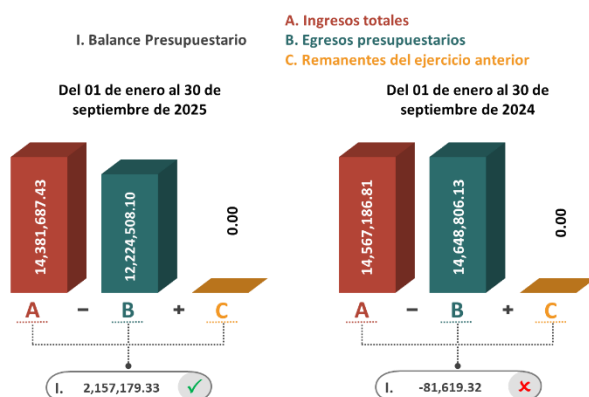 A. Ingresos totales
I. Balance Presupuestario
B. Egresos presupuestarios
C. Remanentes del ejercicio anterior
Del 01 de enero al 30 de
septiembre de 2025
14,381,687.43
12,224,508.10
0.00
A − B + C
I. 2,157,179.33
Del 01 de enero al 30 de
septiembre de 2024
14,567,186.81
14,648,806.13
0.00
A − B + C
I. -81,619.32